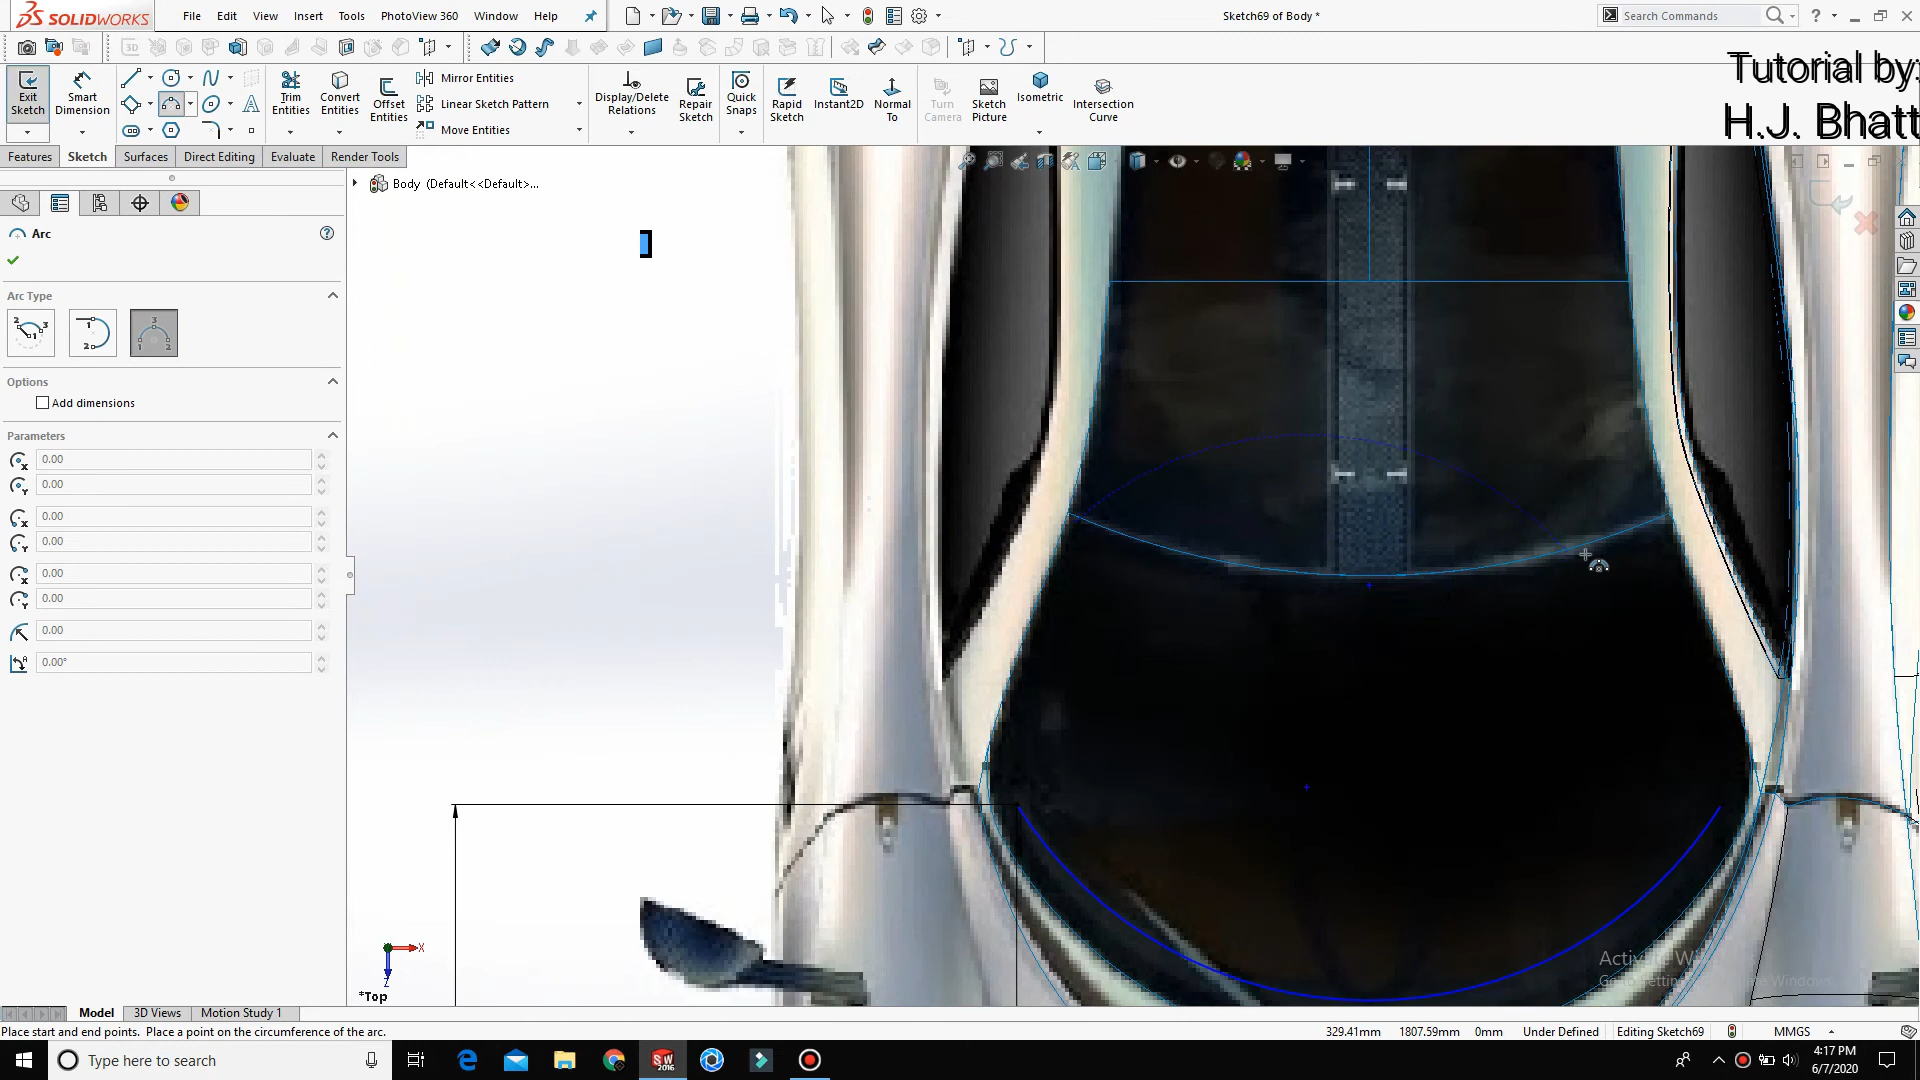 SOLIDWORKS
File Edit View Insert Tools PhotoView 360 Window Help
Sketch69 of Body *
Search Commands
Tutorial by:
H.J. Bhatt
Exit Sketch
Smart Dimension
Trim Entities
Convert Entities
Offset Entities
Mirror Entities
Linear Sketch Pattern
Move Entities
Display/Delete Relations
Repair Sketch
Quick Snaps
Rapid Sketch
Instant2D
Normal To
Turn Camera
Sketch Picture
Isometric
Intersection Curve
Features Sketch Surfaces Direct Editing Evaluate Render Tools
Body (Default<<Default>...
Arc
Arc Type
Options
Add dimensions
Parameters
0.00
0.00
0.00
0.00
0.00
0.00
0.00
0.00°
X
Z
*Top
Model 3D Views Motion Study 1
Place start and end points. Place a point on the circumference of the arc.
329.41mm 1807.59mm 0mm Under Defined Editing Sketch69 MMGS
Type here to search
SW 2016
4:17 PM
6/7/2020